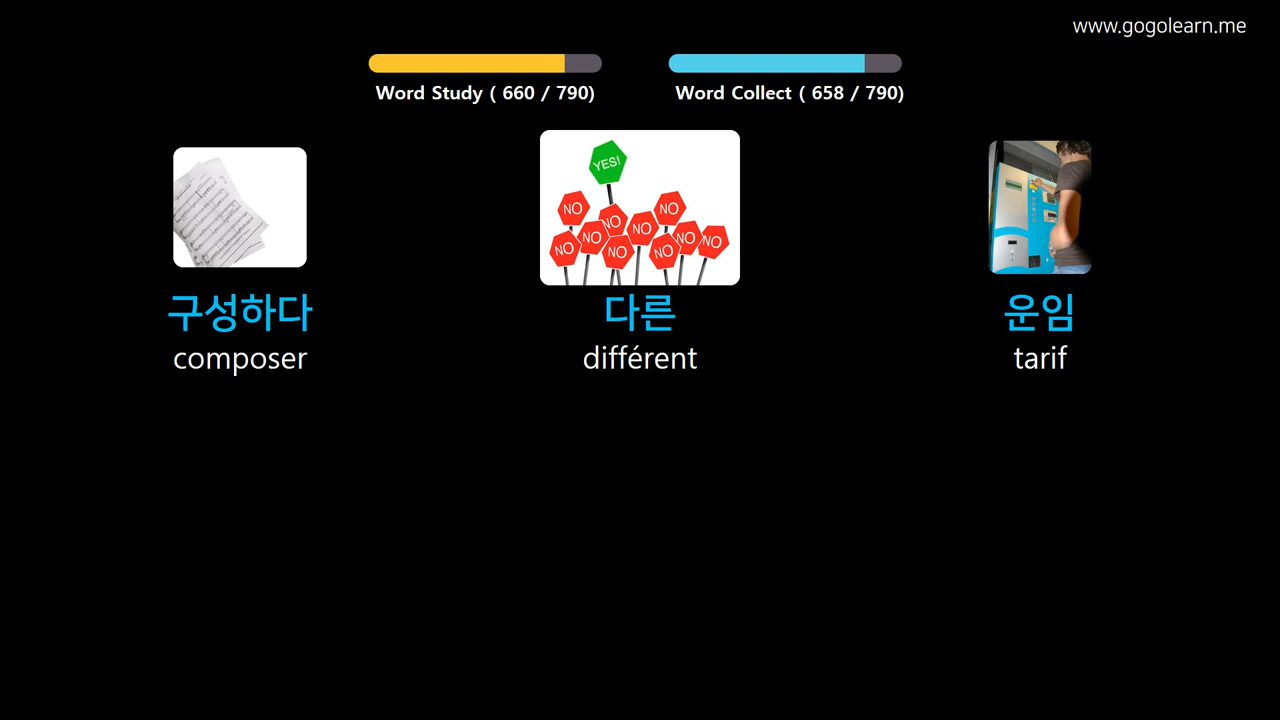 www.gogolearn.me
Word Study ( 660 / 790)
Word Collect ( 658 / 790)
YES!
NO
NO
NO
NO
NO
NO
NO
NO
NO
NO
구성하다
다른
운임
composer
différent
tarif